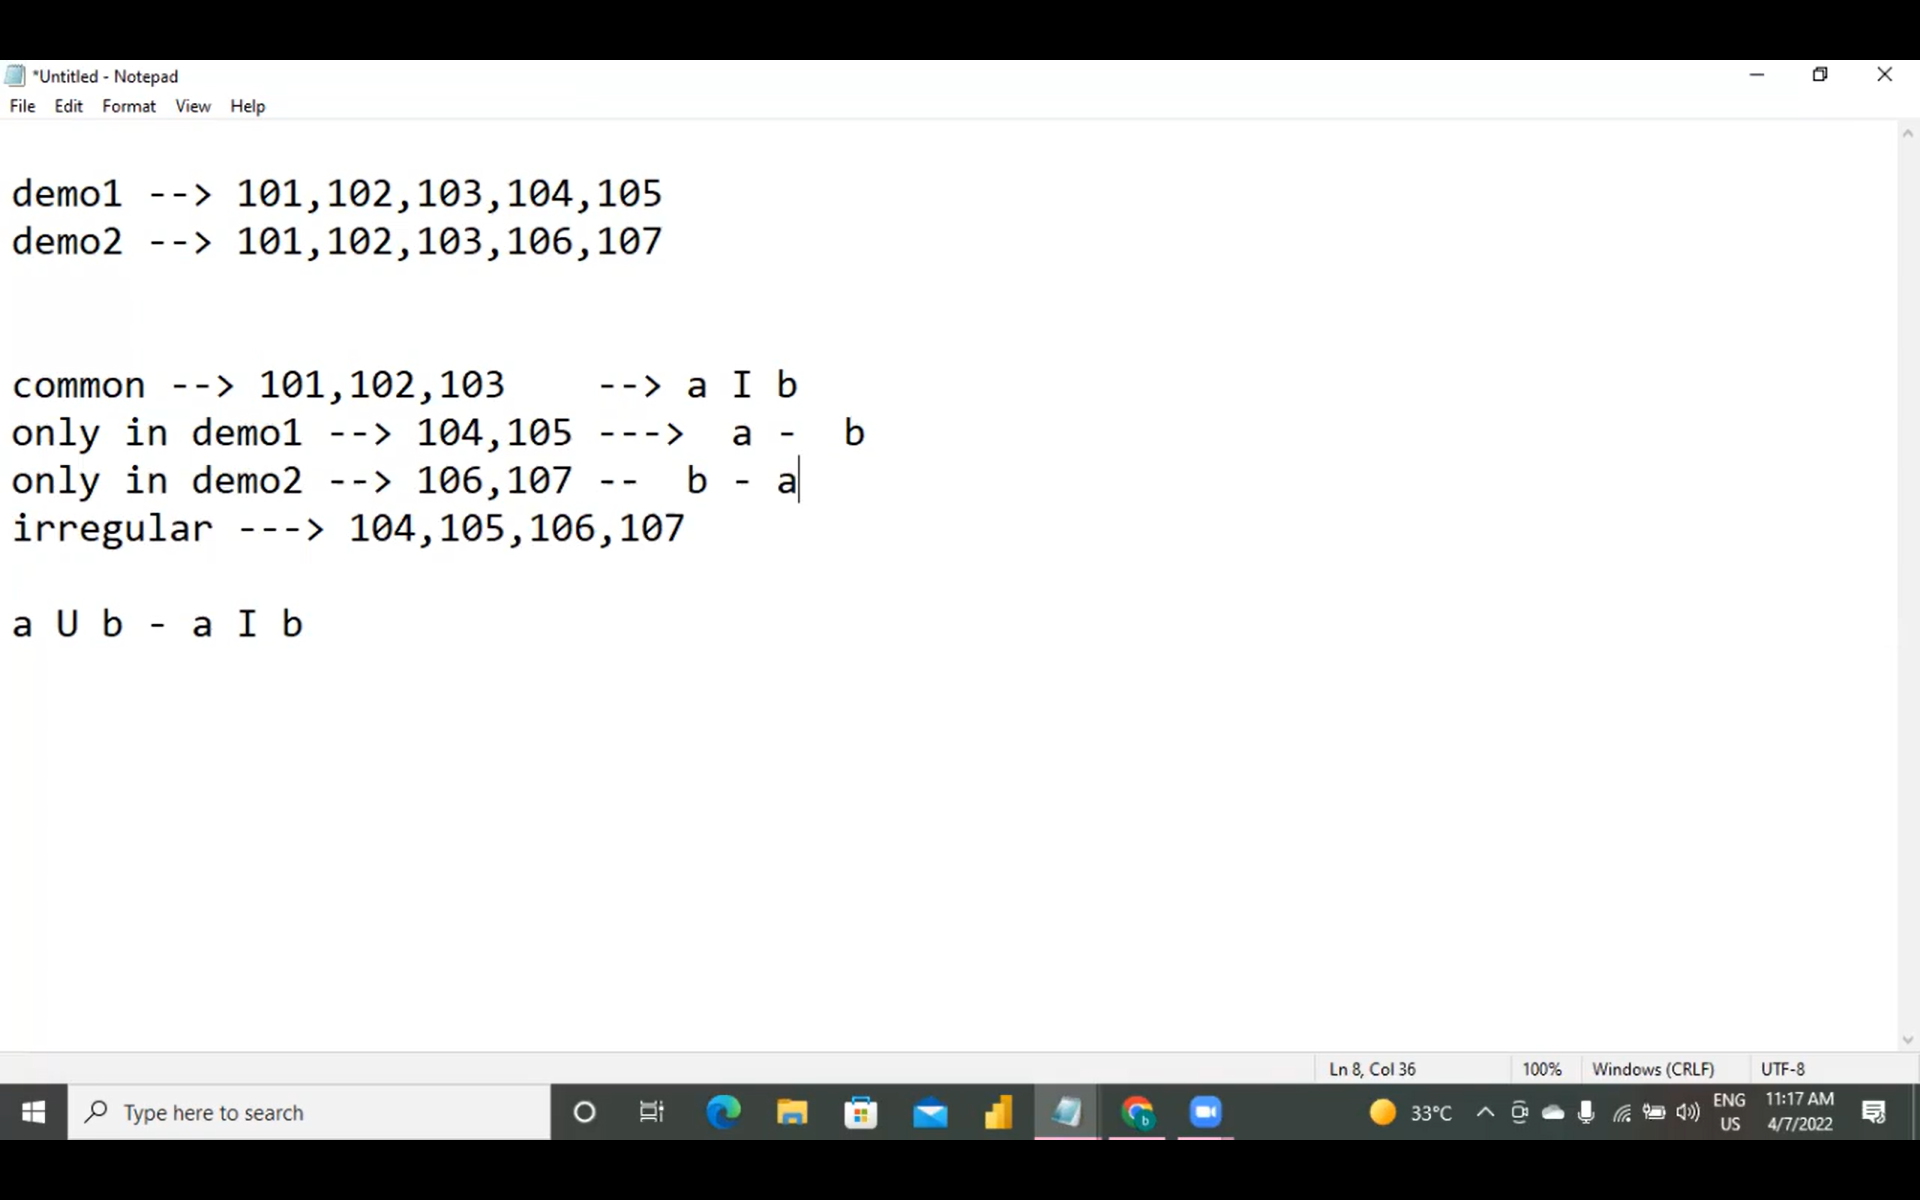 *Untitled - Notepad
File Edit Format View Help
demo1 --> 101,102,103,104,105
demo2 --> 101,102,103,106,107
common --> 101,102,103    --> a I b
only in demo1 --> 104,105 --->  a -  b
only in demo2 --> 106,107 --  b - a
irregular ---> 104,105,106,107
a U b - a I b
Ln 8, Col 36 100% Windows (CRLF) UTF-8
Type here to search
33°C
ENG
US
11:17 AM
4/7/2022